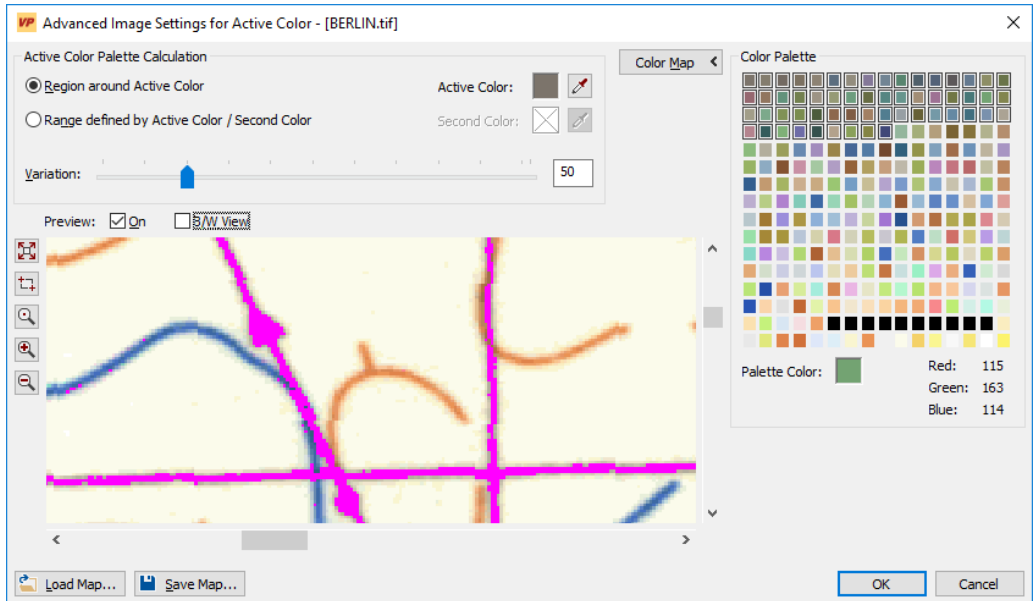 VP Advanced Image Settings for Active Color - [BERLIN.tif]
Active Color Palette Calculation
Region around Active Color
Active Color:
Range defined by Active Color / Second Color
Second Color:
Variation:
50
Color Map
Preview:
On
B/W View
Color Palette
Palette Color:
Red: 115
Green: 163
Blue: 114
Load Map...
Save Map...
OK
Cancel